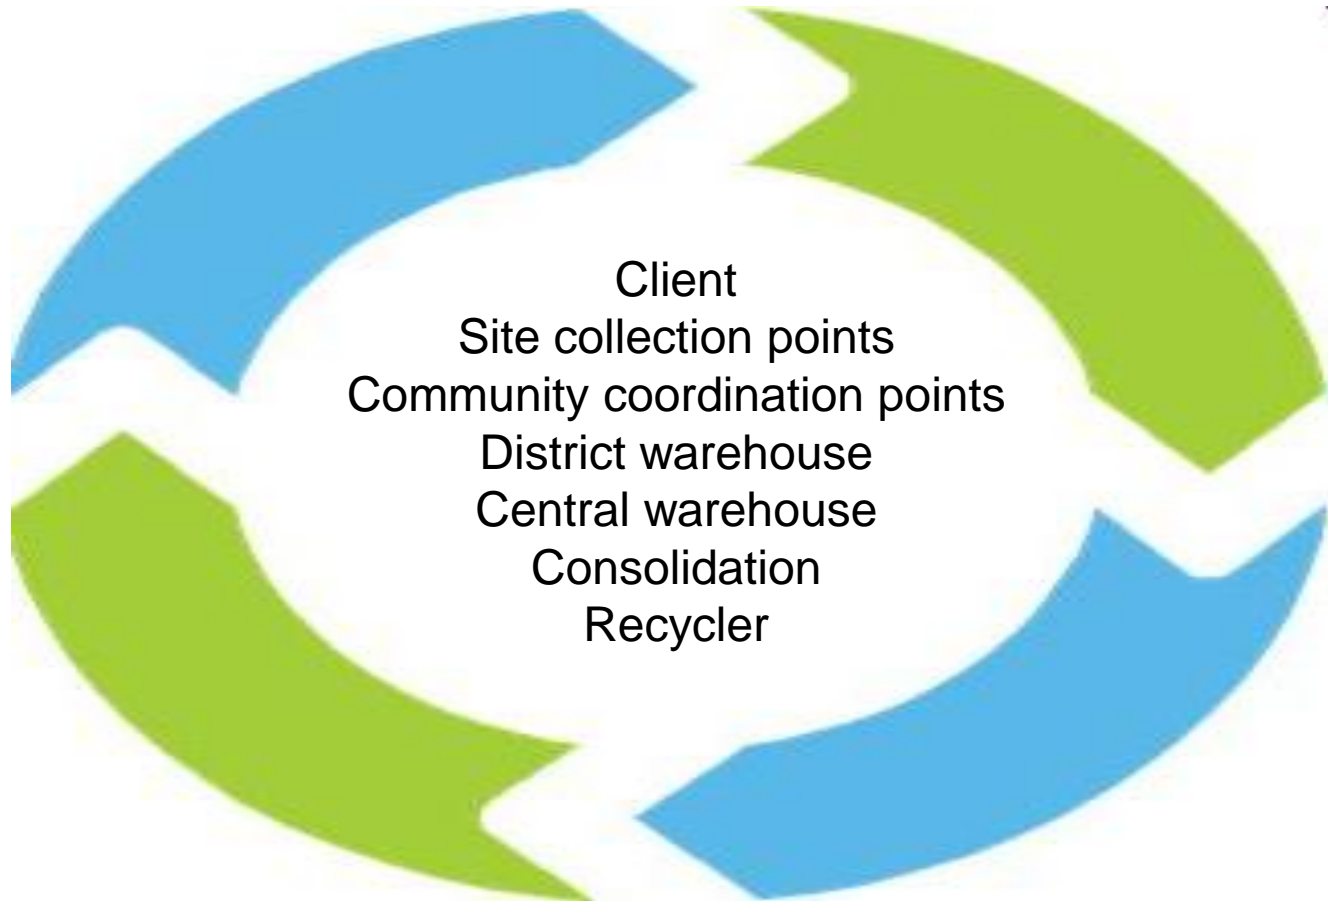 Client
Site collection points
Community coordination points
District warehouse
Central warehouse
Consolidation
Recycler